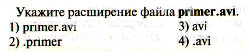 Укажите расширение файла primer.avi.
1) primer.avi 3) avi
2) .primer 4) .avi